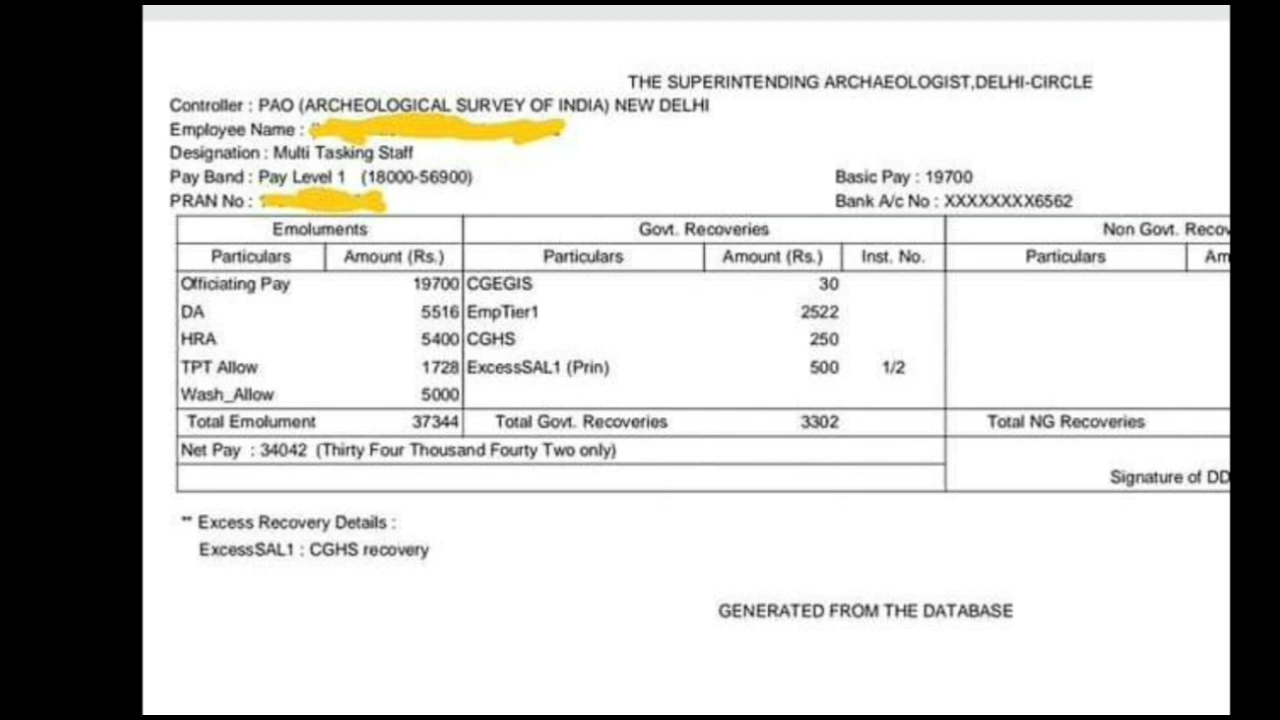 THE SUPERINTENDING ARCHAEOLOGIST,DELHI-CIRCLE
Controller : PAO (ARCHEOLOGICAL SURVEY OF INDIA) NEW DELHI
Employee Name :
Designation : Multi Tasking Staff
Pay Band : Pay Level 1 (18000-56900) Basic Pay : 19700
PRAN No : Bank A/c No : XXXXXXXX6562
Emoluments Govt. Recoveries Non Govt. Recov
Particulars Amount (Rs.) Particulars Amount (Rs.) Inst. No. Particulars Am
Officiating Pay 19700 CGEGIS 30
DA 5516 EmpTier1 2522
HRA 5400 CGHS 250
TPT Allow 1728 ExcessSAL1 (Prin) 500 1/2
Wash_Allow 5000
Total Emolument 37344 Total Govt. Recoveries 3302 Total NG Recoveries
Net Pay : 34042 (Thirty Four Thousand Fourty Two only)
Signature of DD
** Excess Recovery Details :
ExcessSAL1 : CGHS recovery
GENERATED FROM THE DATABASE